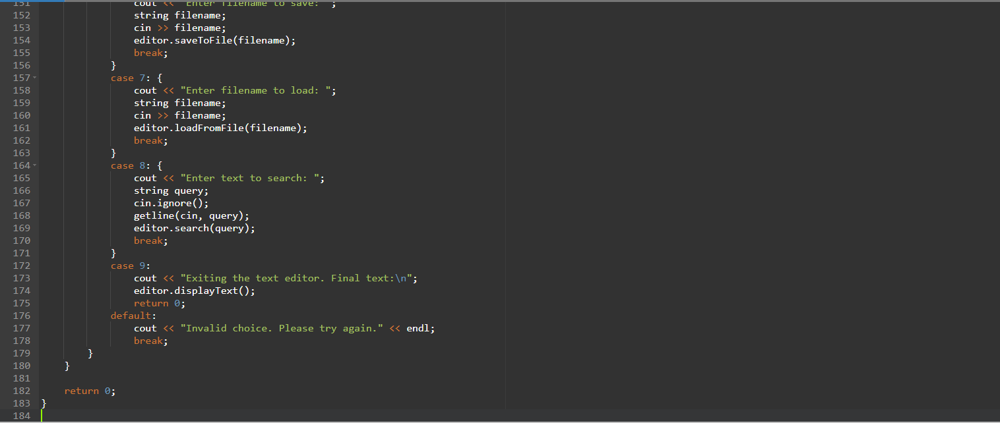 151                     cout << "Enter filename to save: ";
152                 string filename;
153                 cin >> filename;
154                 editor.saveToFile(filename);
155                 break;
156             }
157             case 7: {
158                 cout << "Enter filename to load: ";
159                 string filename;
160                 cin >> filename;
161                 editor.loadFromFile(filename);
162                 break;
163             }
164             case 8: {
165                 cout << "Enter text to search: ";
166                 string query;
167                 cin.ignore();
168                 getline(cin, query);
169                 editor.search(query);
170                 break;
171             }
172             case 9:
173                 cout << "Exiting the text editor. Final text:\n";
174                 editor.displayText();
175                 return 0;
176             default:
177                 cout << "Invalid choice. Please try again." << endl;
178                 break;
179         }
180     }
181
182     return 0;
183 }
184